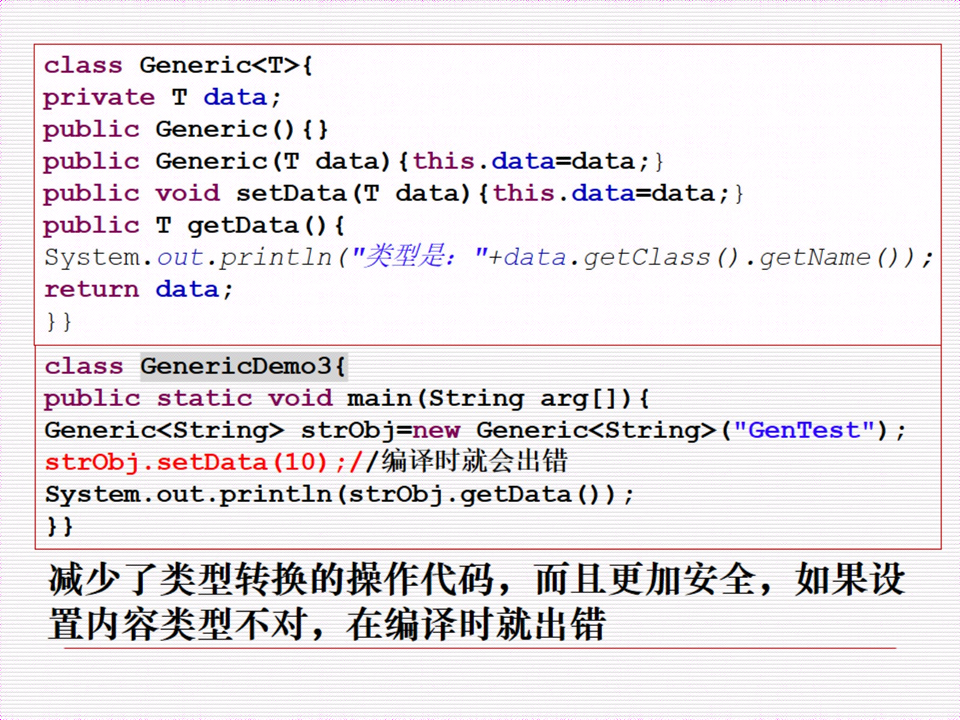 class Generic<T>{
private T data;
public Generic(){}
public Generic(T data){this.data=data;}
public void setData(T data){this.data=data;}
public T getData(){
System.out.println("类型是："+data.getClass().getName());
return data;
}}
class GenericDemo3{
public static void main(String arg[]){
Generic<String> strObj=new Generic<String>("GenTest");
strObj.setData(10);//编译时就会出错
System.out.println(strObj.getData());
}}
减少了类型转换的操作代码，而且更加安全，如果设
置内容类型不对，在编译时就出错